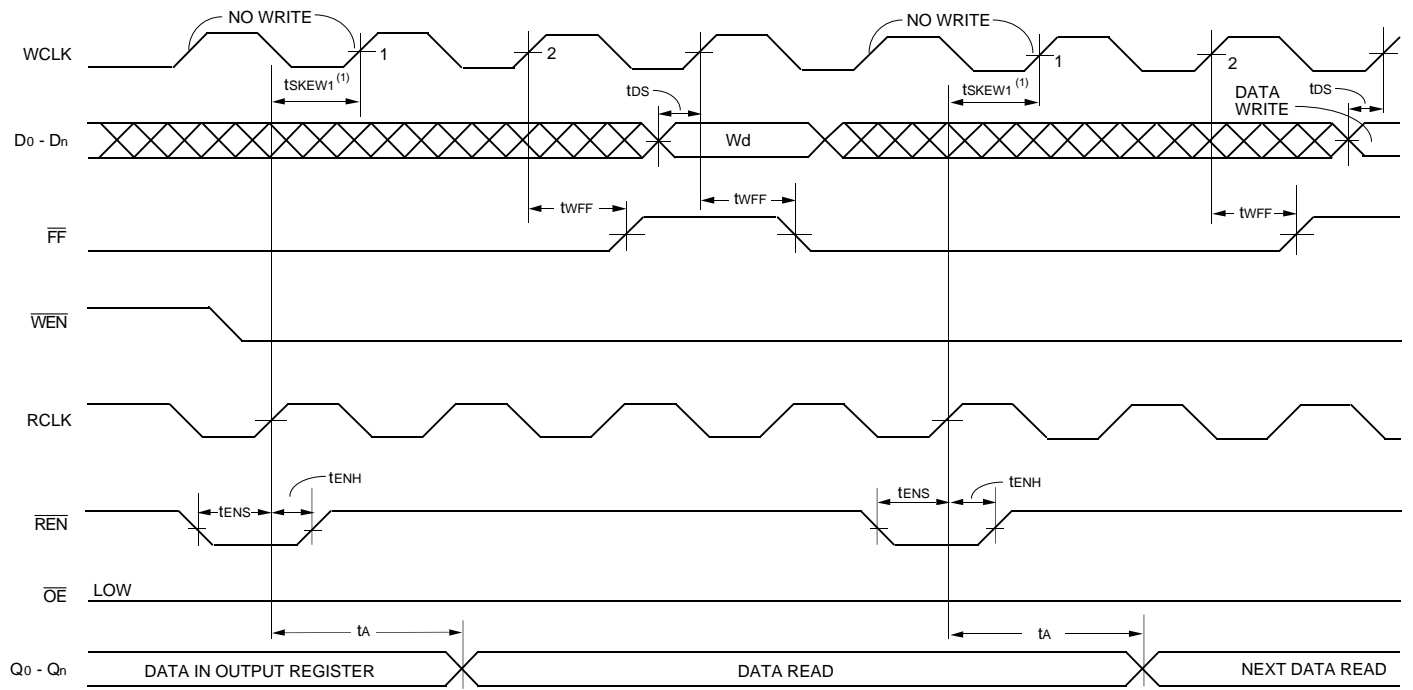 NO WRITE
NO WRITE
WCLK
1
2
1
2
tSKEW1 (1)
tDS
tSKEW1 (1)
tDS
DATA
WRITE
D0 - Dn
Wd
tWFF
tWFF
tWFF
FF
WEN
RCLK
tENS
tENH
tENS
tENH
REN
OE
LOW
tA
tA
Q0 - Qn
DATA IN OUTPUT REGISTER
DATA READ
NEXT DATA READ